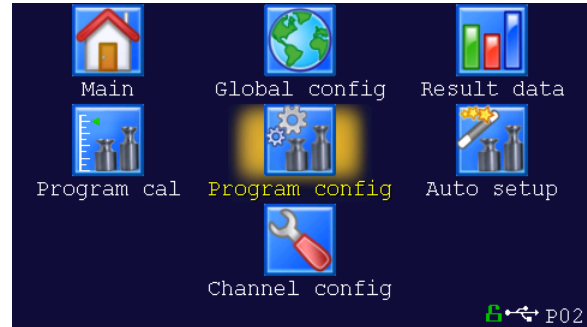 Main Global config Result data
Program cal Program config Auto setup
Channel config
P02